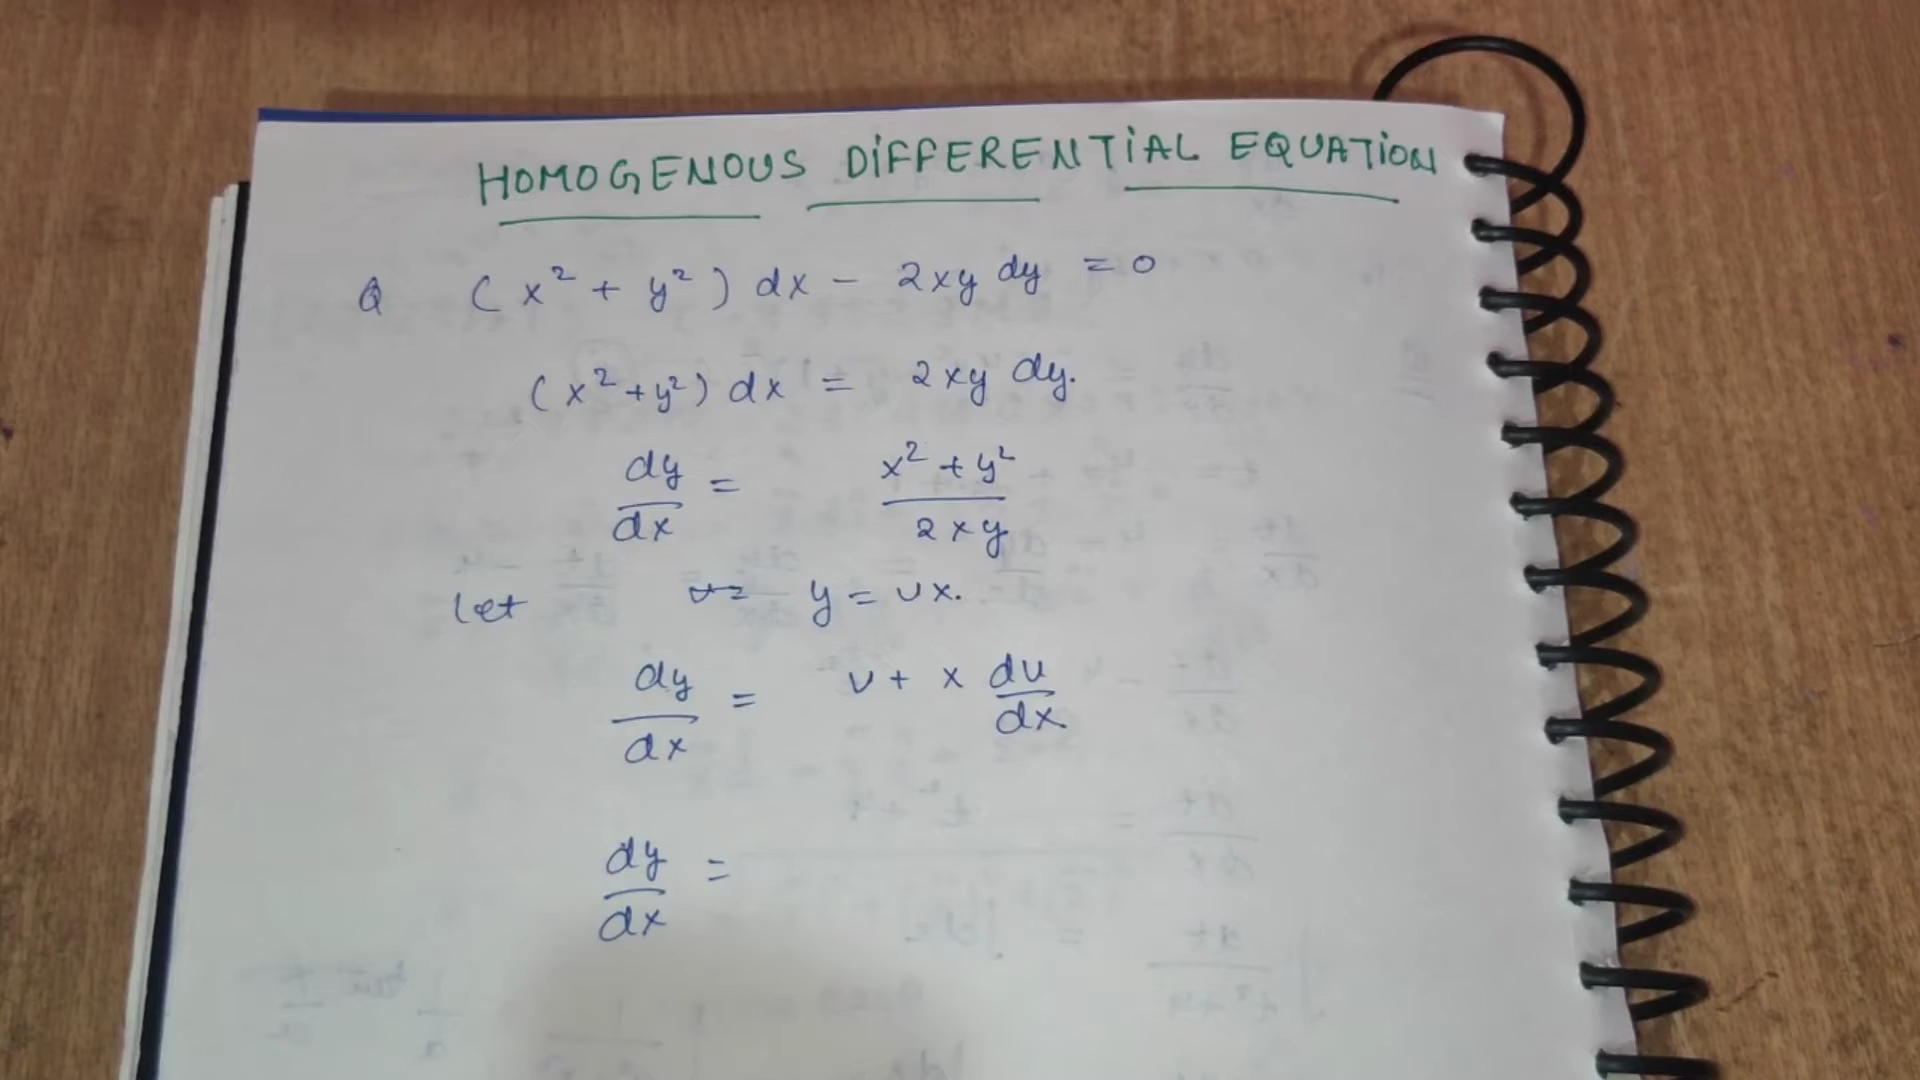 HOMOGENOUS DIFFERENTIAL EQUATION
Q (x² + y²) dx - 2xy dy = 0
(x² + y²) dx = 2xy dy.
dy/dx = x² + y² / 2xy
let y = vx.
dy/dx = v + x dv/dx
dy/dx =